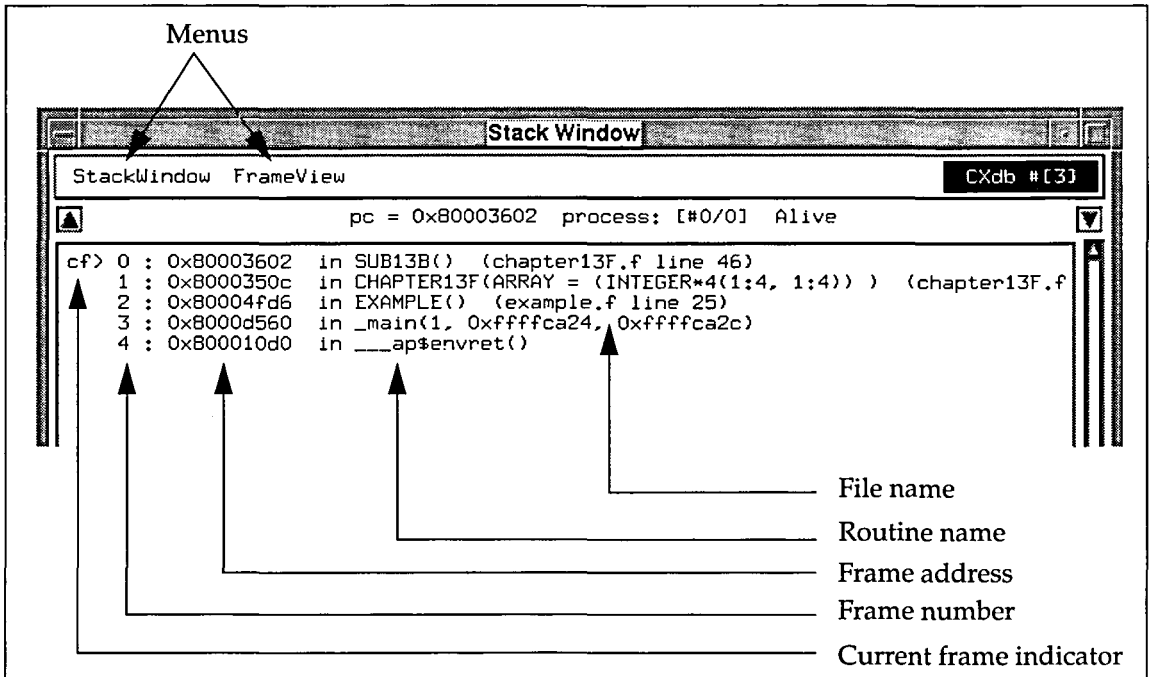 Menus
Stack Window
StackWindow FrameView CXdb #[3]
pc = 0x80003602 process: [#0/0] Alive
cf> 0 : 0x80003602 in SUB13B() (chapter13F.f line 46)
1 : 0x8000350c in CHAPTER13F(ARRAY = (INTEGER*4(1:4, 1:4)) ) (chapter13F.f
2 : 0x80004fd6 in EXAMPLE() (example.f line 25)
3 : 0x8000d560 in _main(1, 0xffffca24, 0xffffca2c)
4 : 0x800010d0 in ___ap$envret()
File name
Routine name
Frame address
Frame number
Current frame indicator